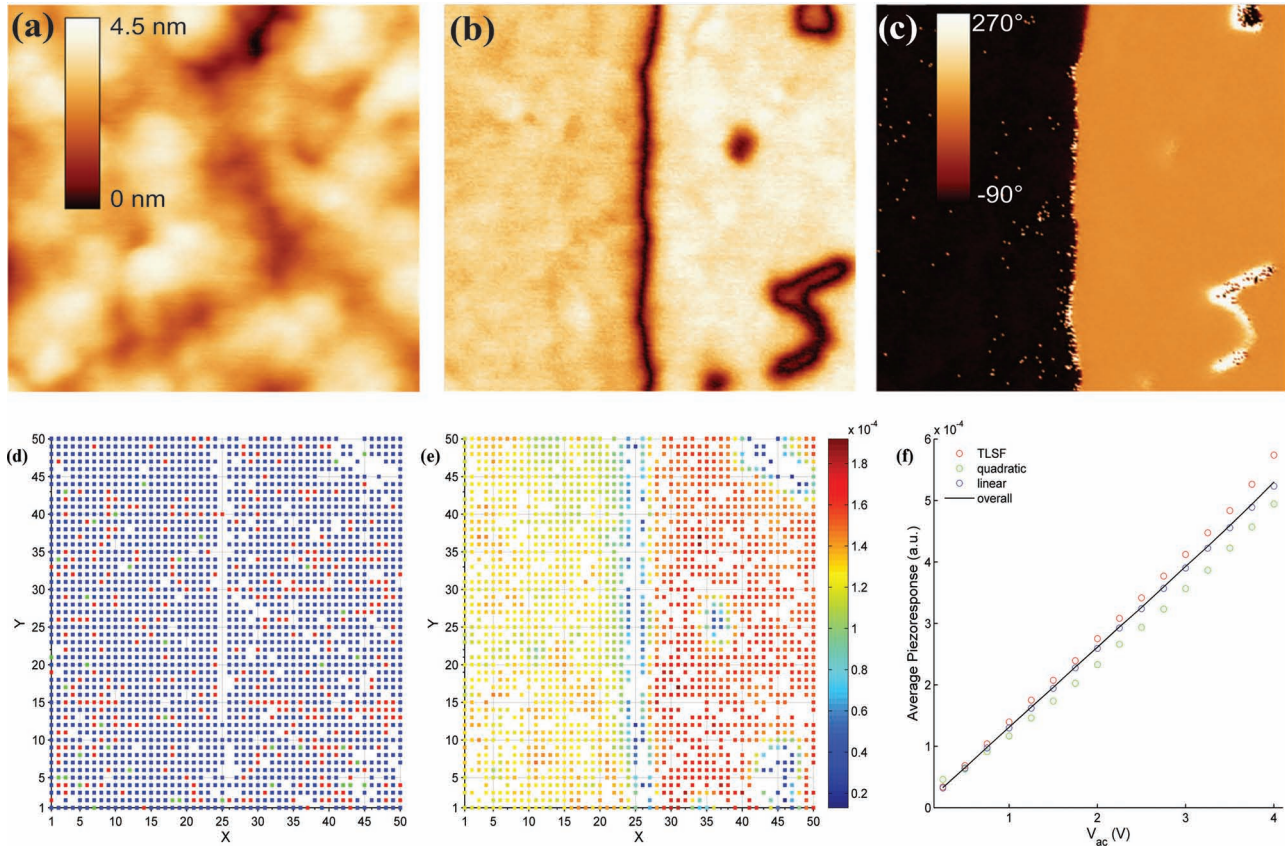 (a)
4.5 nm
0 nm
(b)
(c)
270°
-90°
(d)
50
45
40
35
30
25
20
15
10
5
1
Y
1 5 10 15 20 25 30 35 40 45 50
X
(e)
50
45
40
35
30
25
20
15
10
5
1
Y
1 5 10 15 20 25 30 35 40 45 50
X
x 10⁻⁴
1.8
1.6
1.4
1.2
1
0.8
0.6
0.4
0.2
(f)
x 10⁻⁴
6
5
4
3
2
1
0
Average Piezoresponse (a.u.)
TLSF
quadratic
linear
overall
1 2 3 4
V_ac (V)